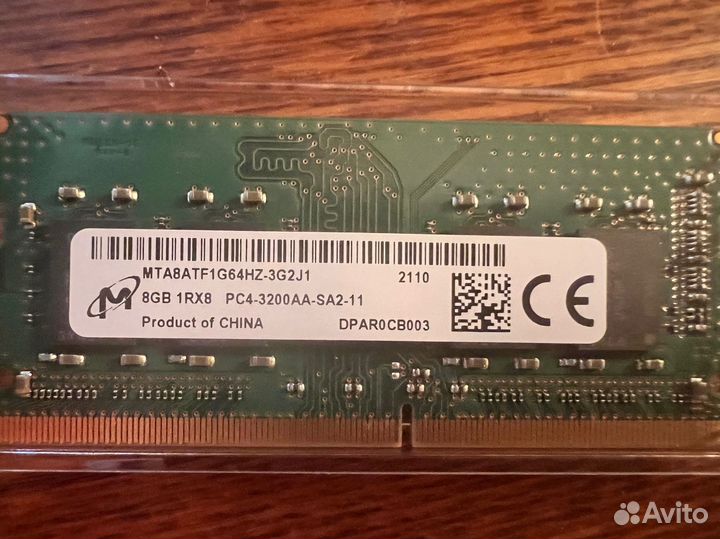 MTA8ATF1G64HZ-3G2J1 2110
8GB 1RX8 PC4-3200AA-SA2-11
Product of CHINA DPAR0CB003
CE
Avito